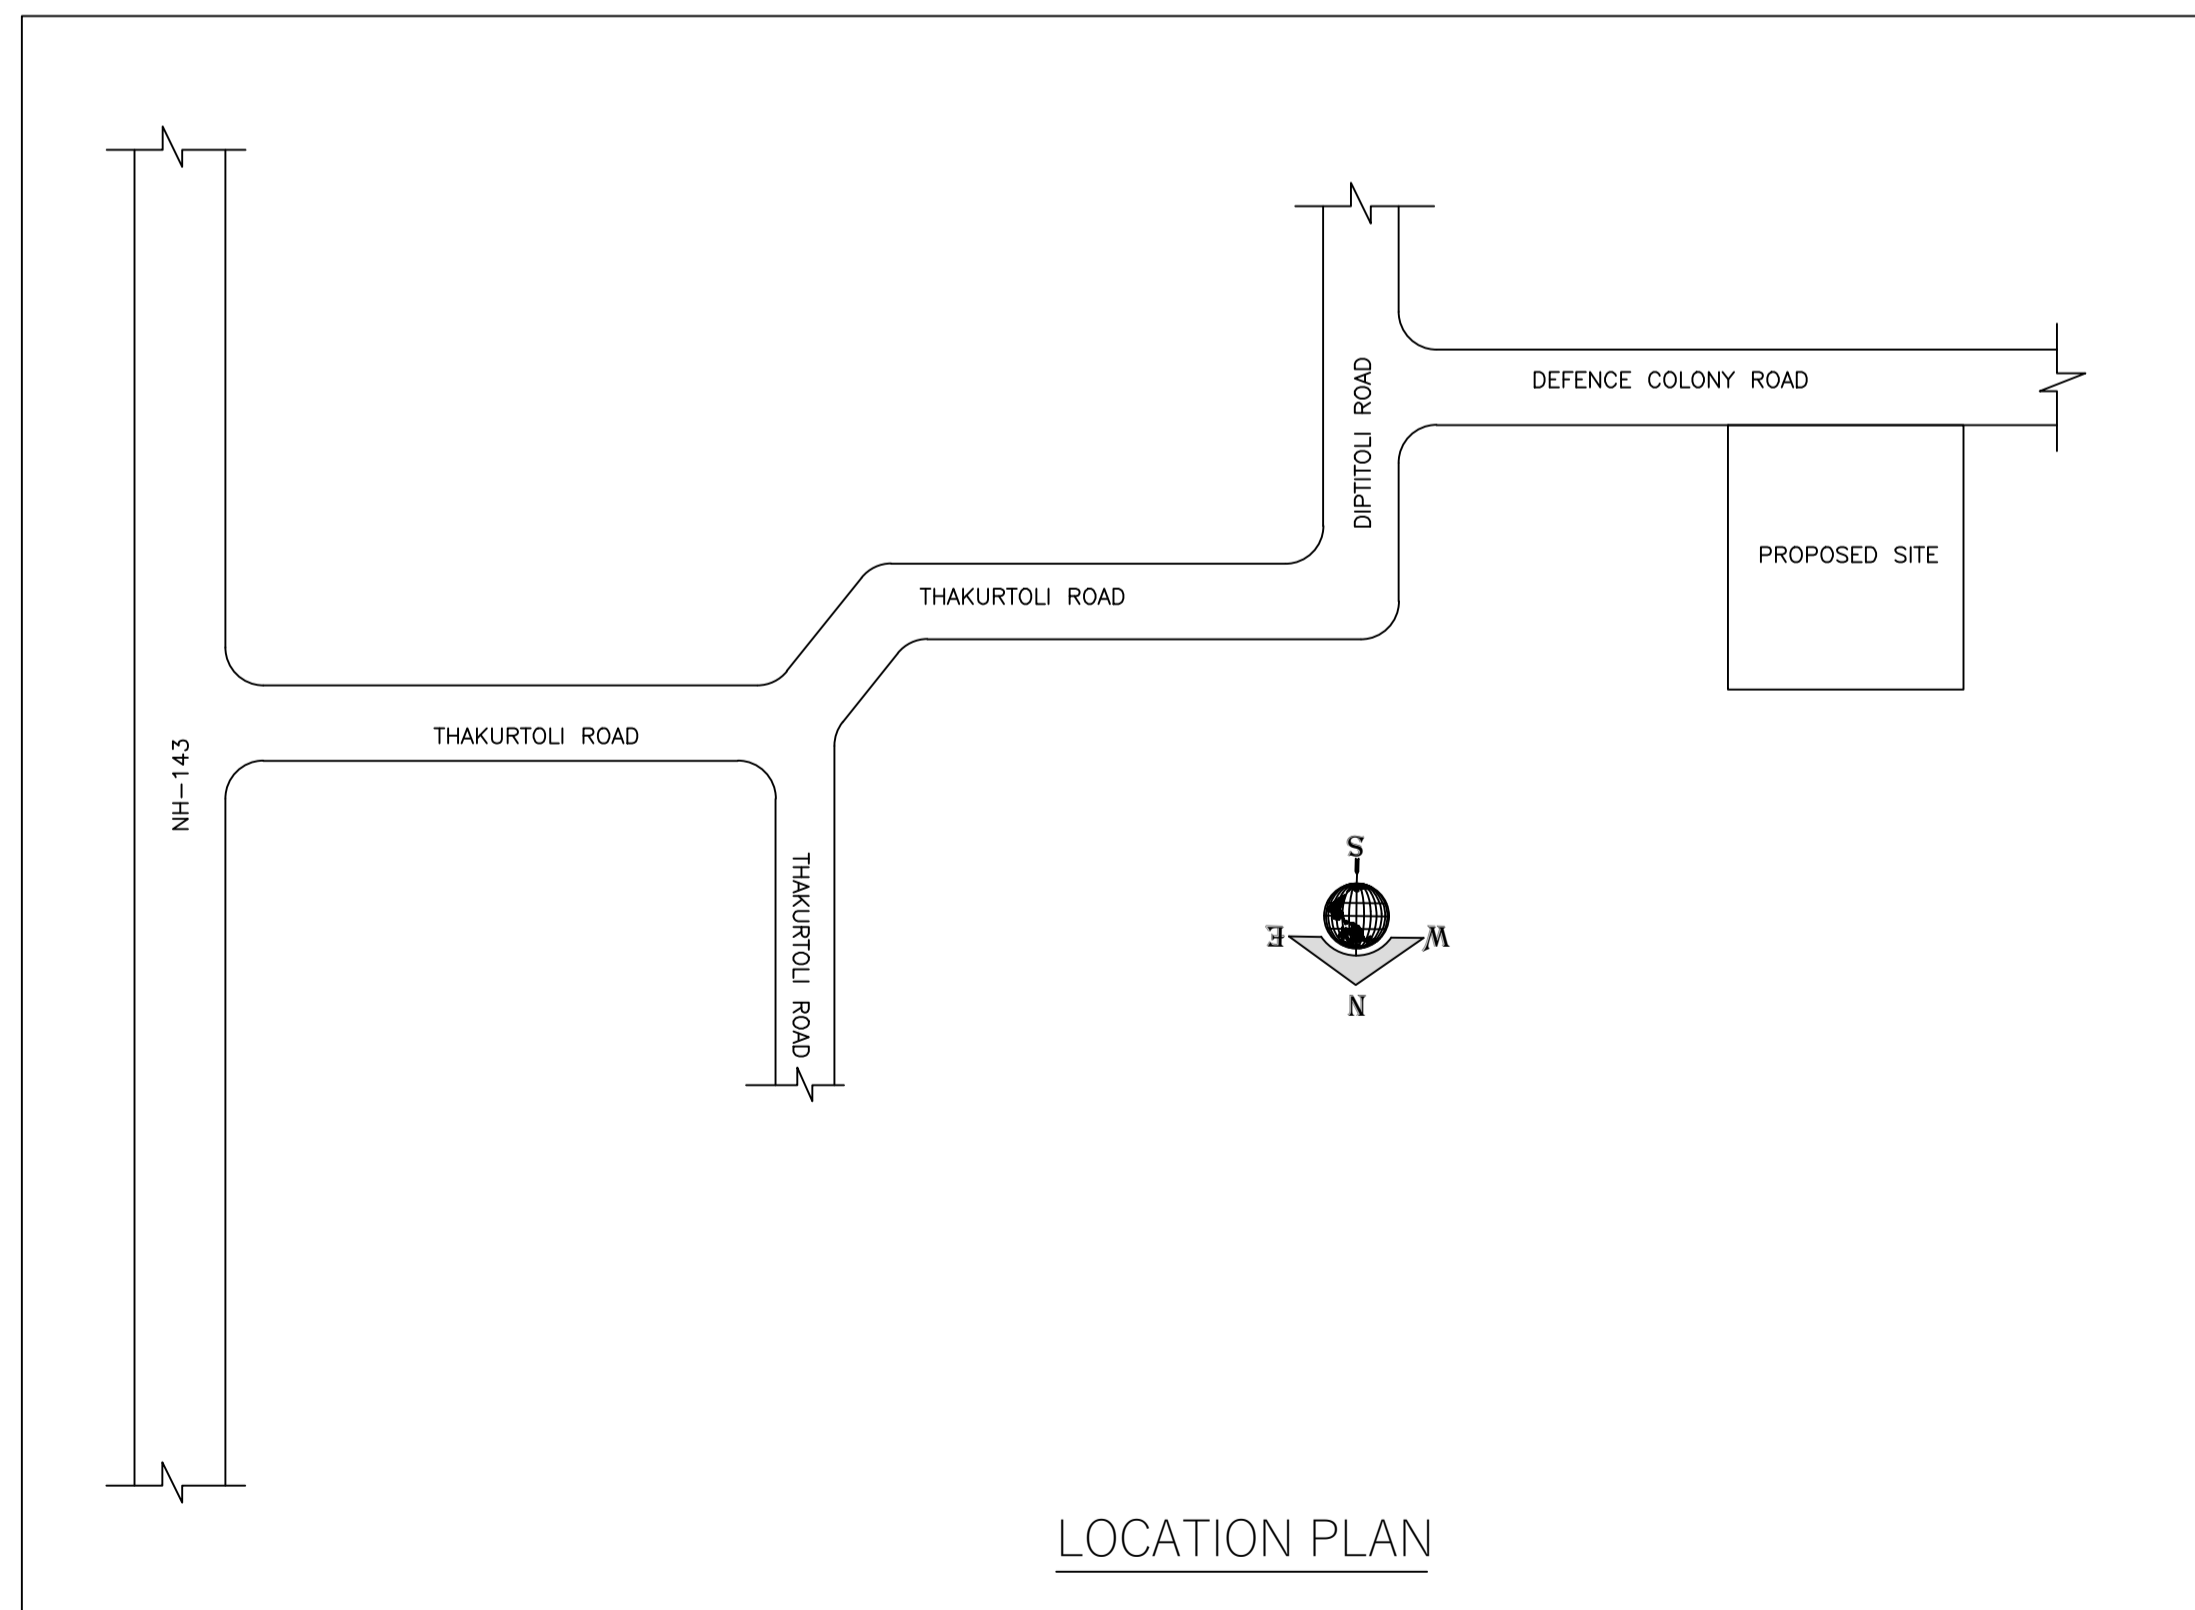 DEFENCE COLONY ROAD
DIPTITOLI ROAD
PROPOSED SITE
THAKURTOLI ROAD
THAKURTOLI ROAD
NH-143
THAKURTOLI ROAD
S
E
W
N
LOCATION PLAN